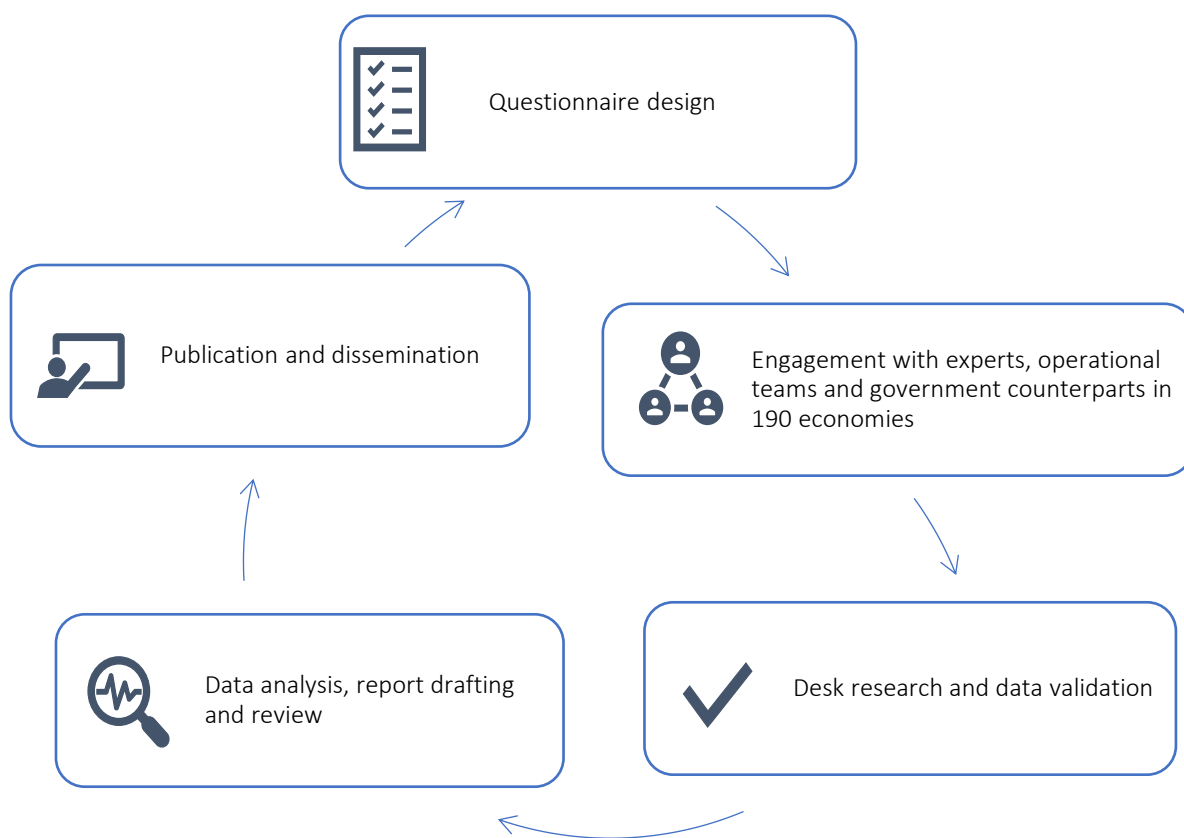 Questionnaire design
Engagement with experts, operational
teams and government counterparts in
190 economies
Desk research and data validation
Data analysis, report drafting
and review
Publication and dissemination